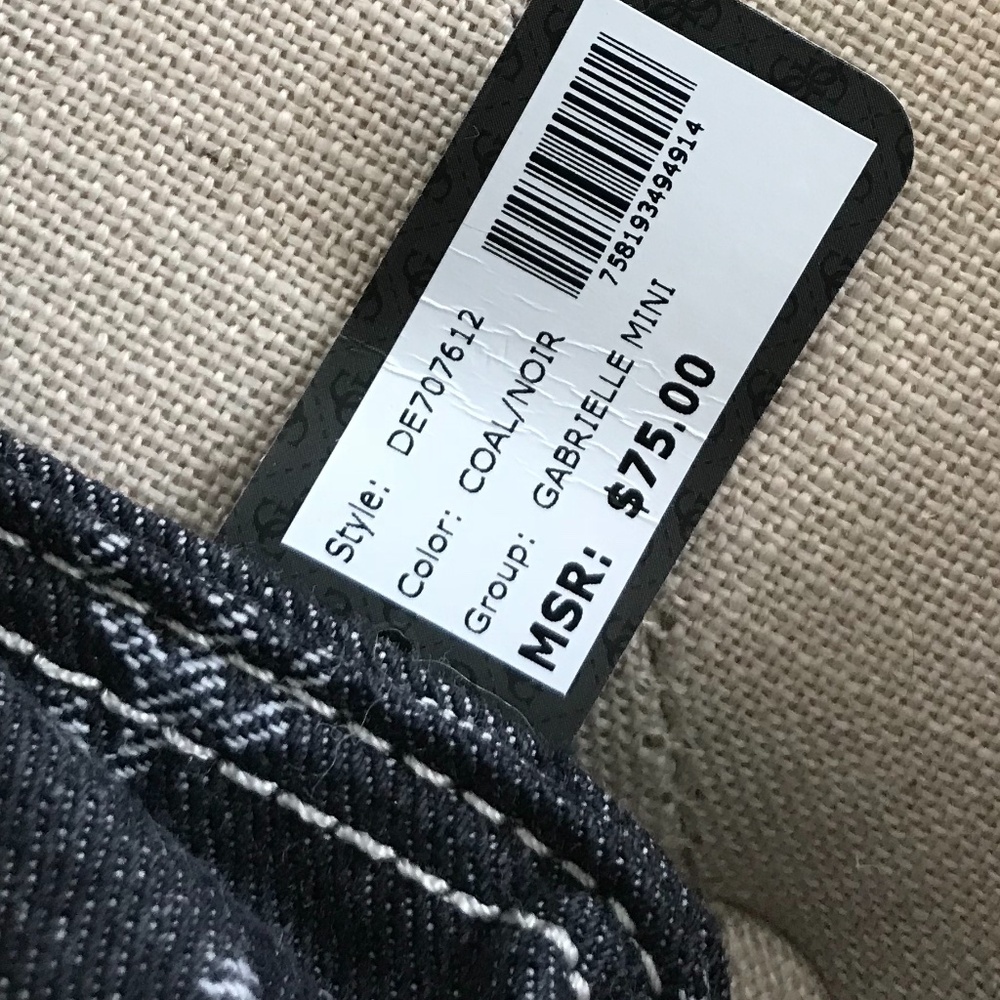 758193494914
Style: DE707612
Color: COAL/NOIR
Group: GABRIELLE MINI
MSR: $75.00